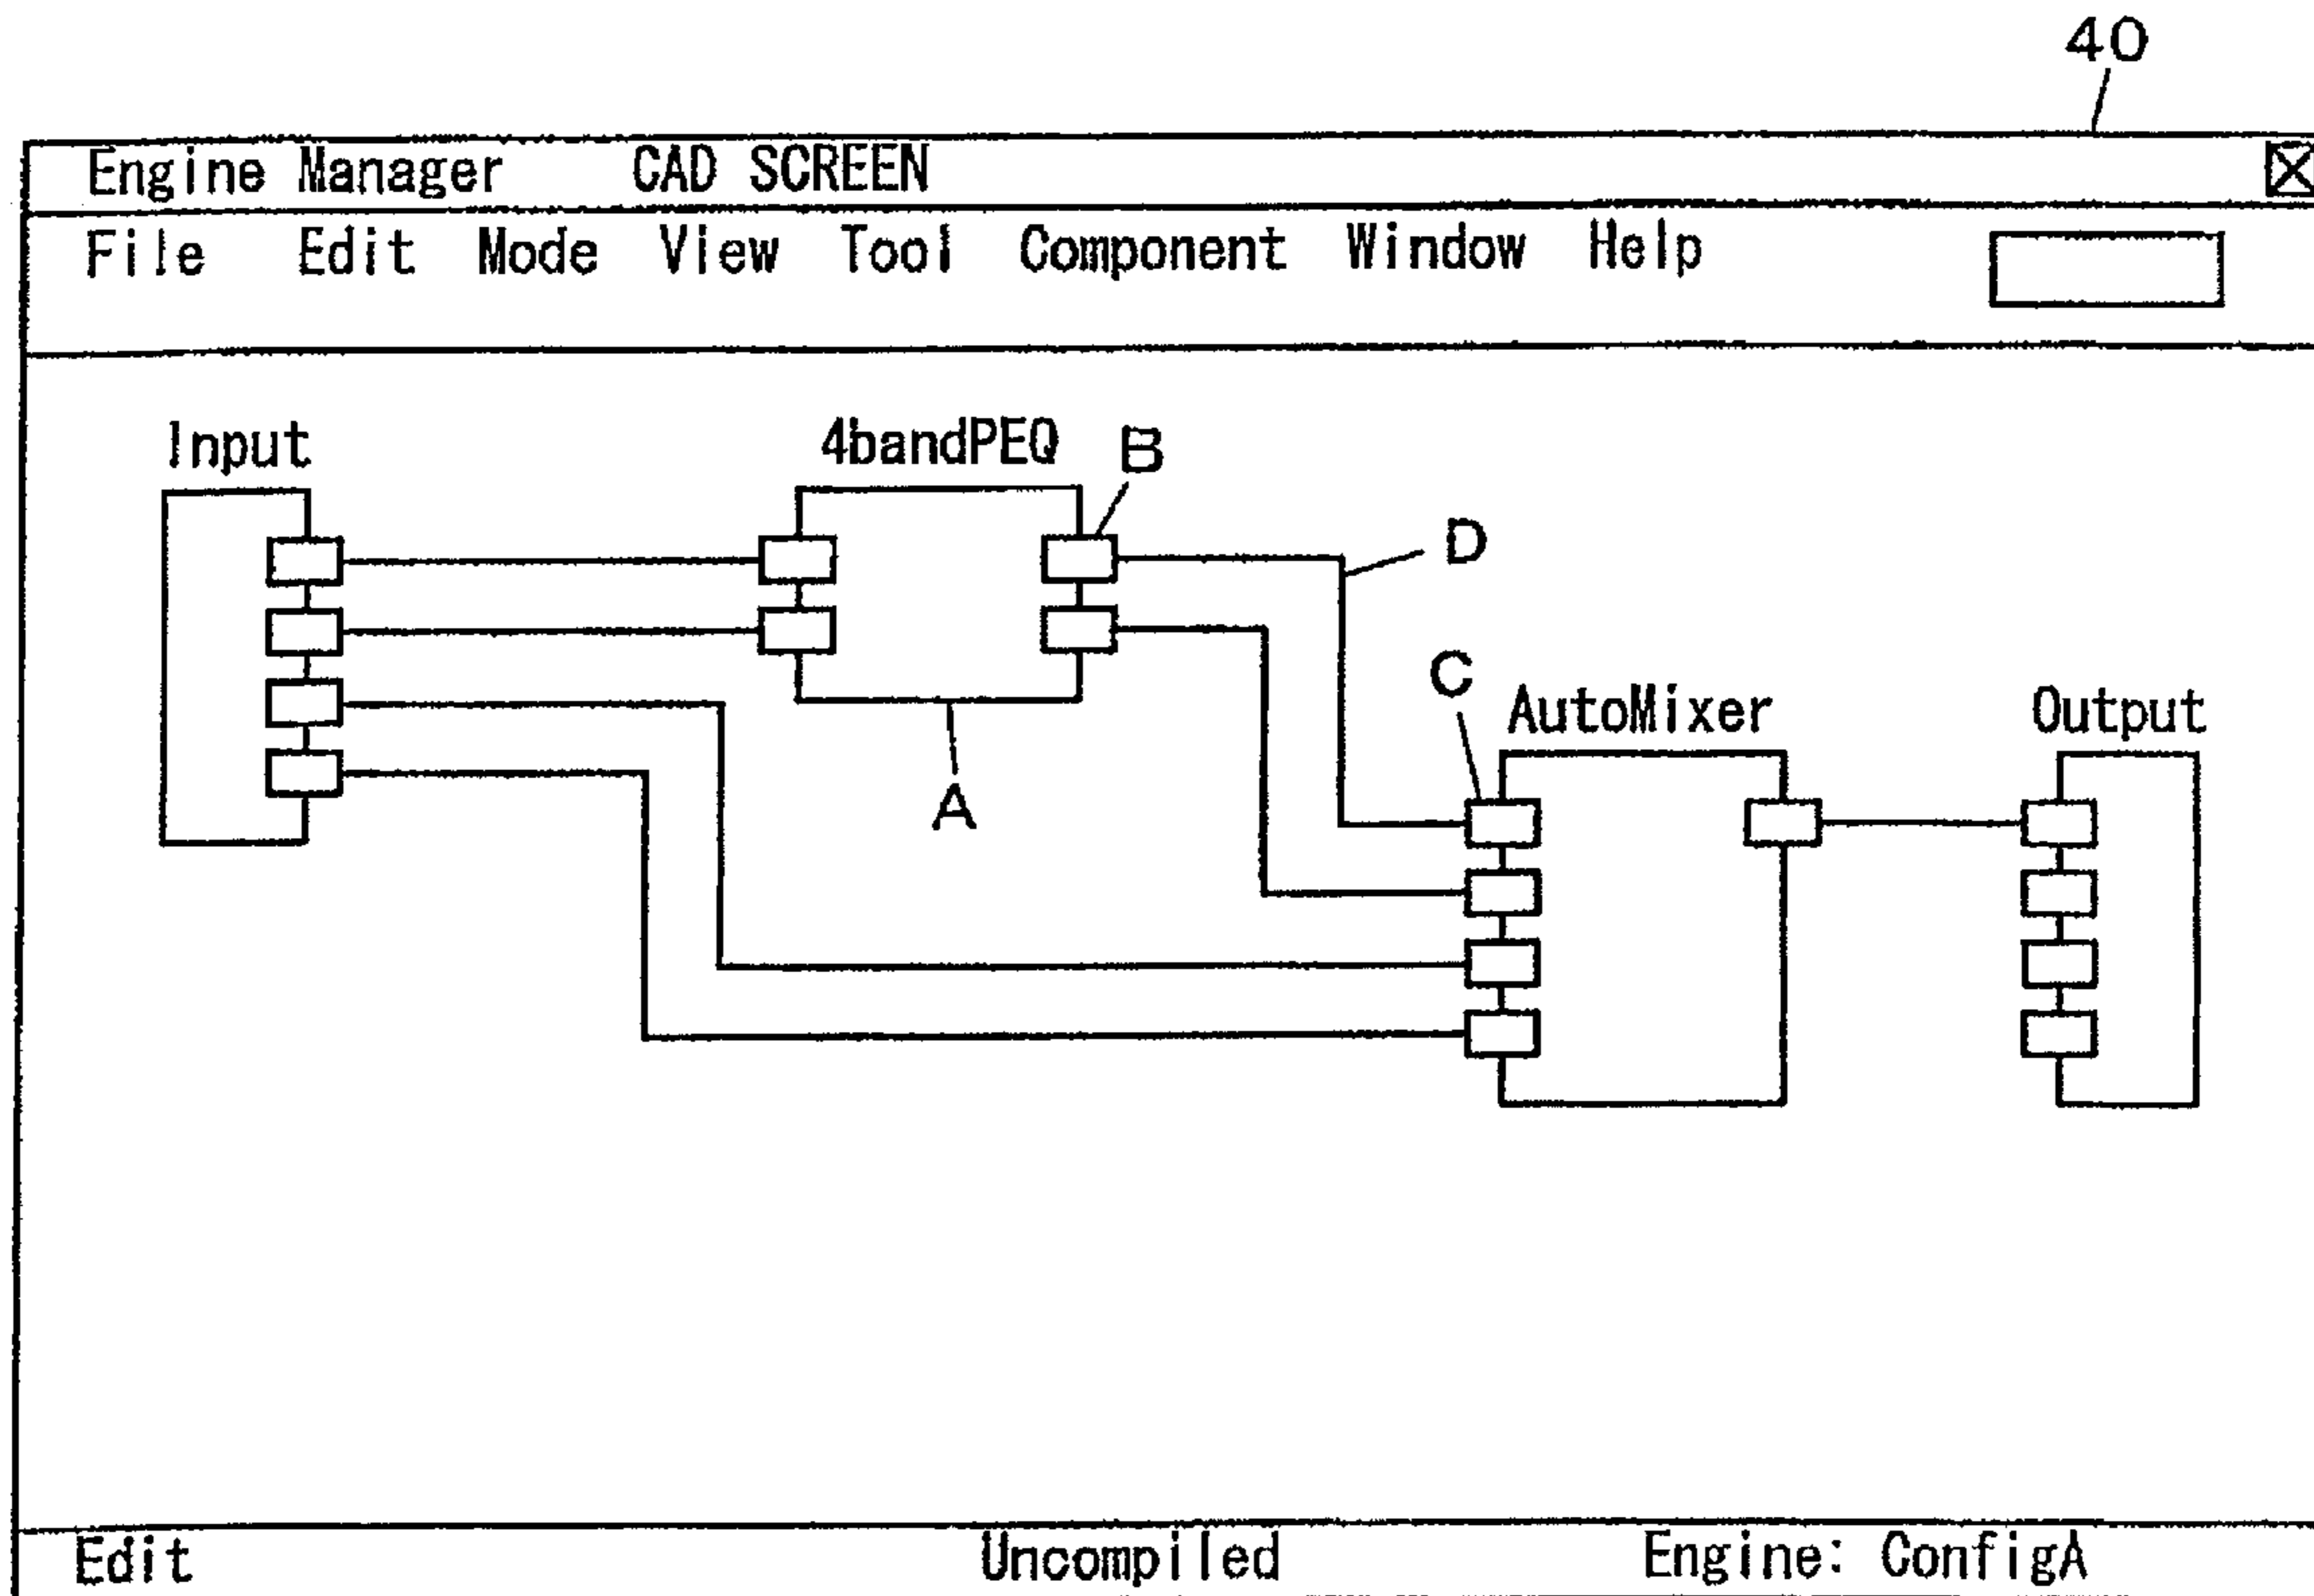 40
Engine Manager CAD SCREEN
File Edit Mode View Tool Component Window Help
Input
4bandPEQ
B
D
C
AutoMixer
Output
A
Edit Uncompiled Engine: ConfigA